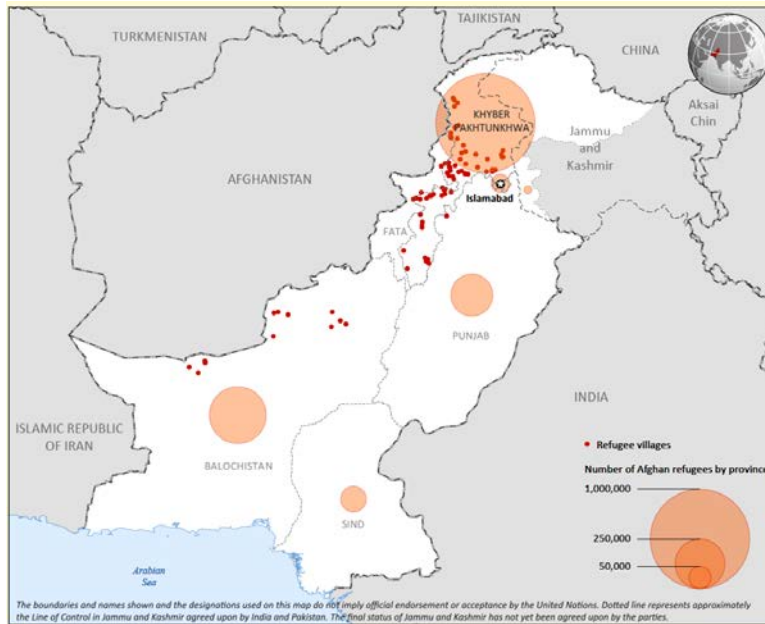 TURKMENISTAN
TAJIKISTAN
CHINA
Aksai
Chin
KHYBER
PAKHTUNKHWA
Jammu
and
Kashmir
AFGHANISTAN
Islamabad
FATA
PUNJAB
INDIA
ISLAMIC REPUBLIC
OF IRAN
BALOCHISTAN
SIND
Arabian
Sea
Refugee villages
Number of Afghan refugees by province
1,000,000
250,000
50,000
The boundaries and names shown and the designations used on this map do not imply official endorsement or acceptance by the United Nations. Dotted line represents approximately
the Line of Control in Jammu and Kashmir agreed upon by India and Pakistan. The final status of Jammu and Kashmir has not yet been agreed upon by the parties.